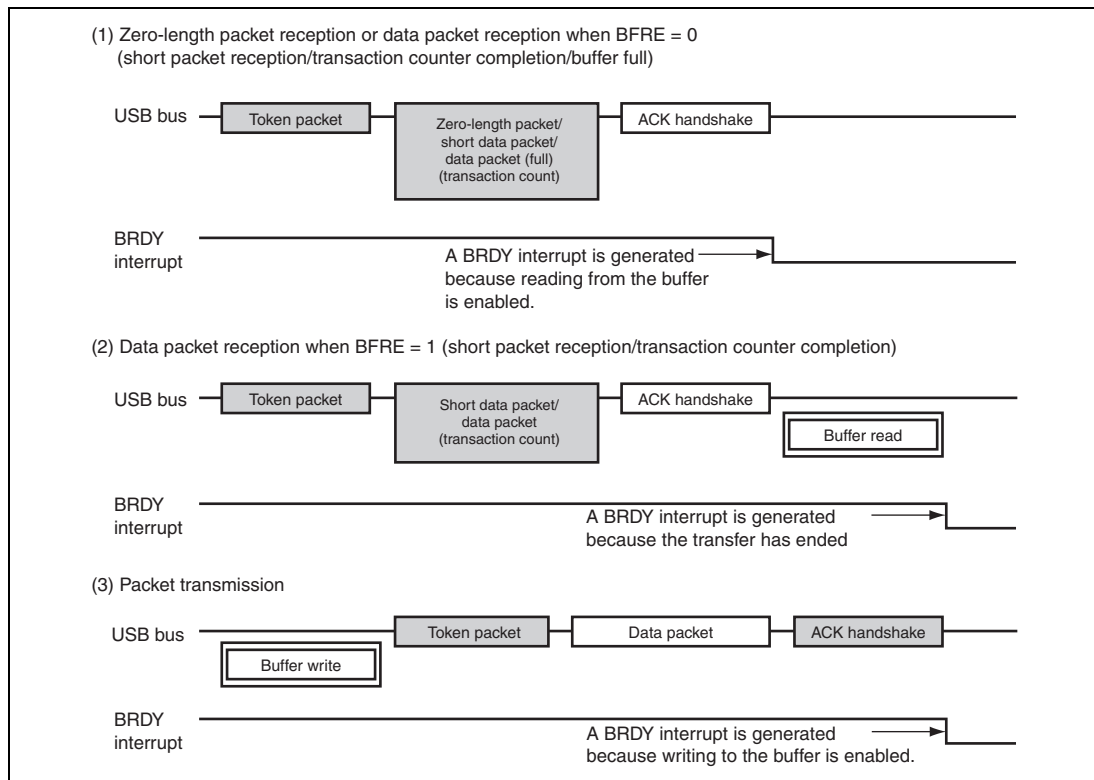 (1) Zero-length packet reception or data packet reception when BFRE = 0
(short packet reception/transaction counter completion/buffer full)
USB bus
Token packet
Zero-length packet/
short data packet/
data packet (full)
(transaction count)
ACK handshake
BRDY
interrupt
A BRDY interrupt is generated
because reading from the buffer
is enabled.
(2) Data packet reception when BFRE = 1 (short packet reception/transaction counter completion)
USB bus
Token packet
Short data packet/
data packet
(transaction count)
ACK handshake
Buffer read
BRDY
interrupt
A BRDY interrupt is generated
because the transfer has ended
(3) Packet transmission
USB bus
Token packet
Data packet
ACK handshake
Buffer write
BRDY
interrupt
A BRDY interrupt is generated
because writing to the buffer is enabled.